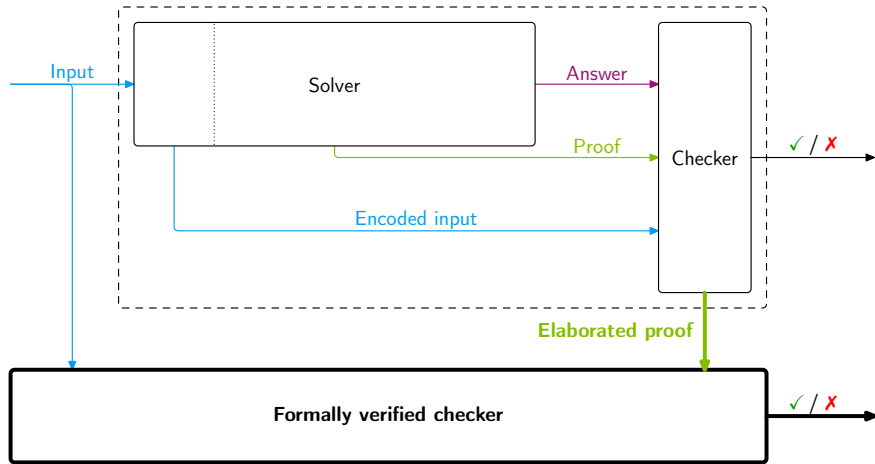 Input
Solver
Answer
Proof
Checker
✓ / ✗
Encoded input
Elaborated proof
Formally verified checker
✓ / ✗